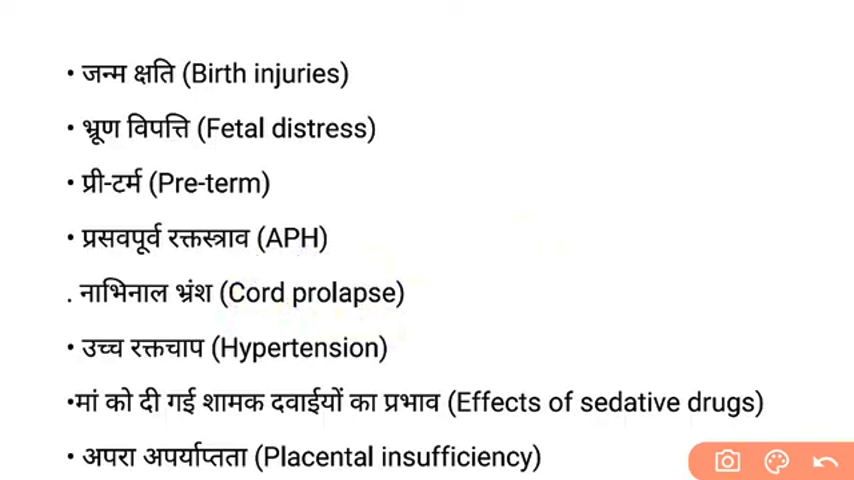 • जन्म क्षति (Birth injuries)
• भ्रूण विपत्ति (Fetal distress)
• प्री-टर्म (Pre-term)
• प्रसवपूर्व रक्तस्त्राव (APH)
. नाभिनाल भ्रंश (Cord prolapse)
• उच्च रक्तचाप (Hypertension)
•मां को दी गई शामक दवाईयों का प्रभाव (Effects of sedative drugs)
• अपरा अपर्याप्तता (Placental insufficiency)